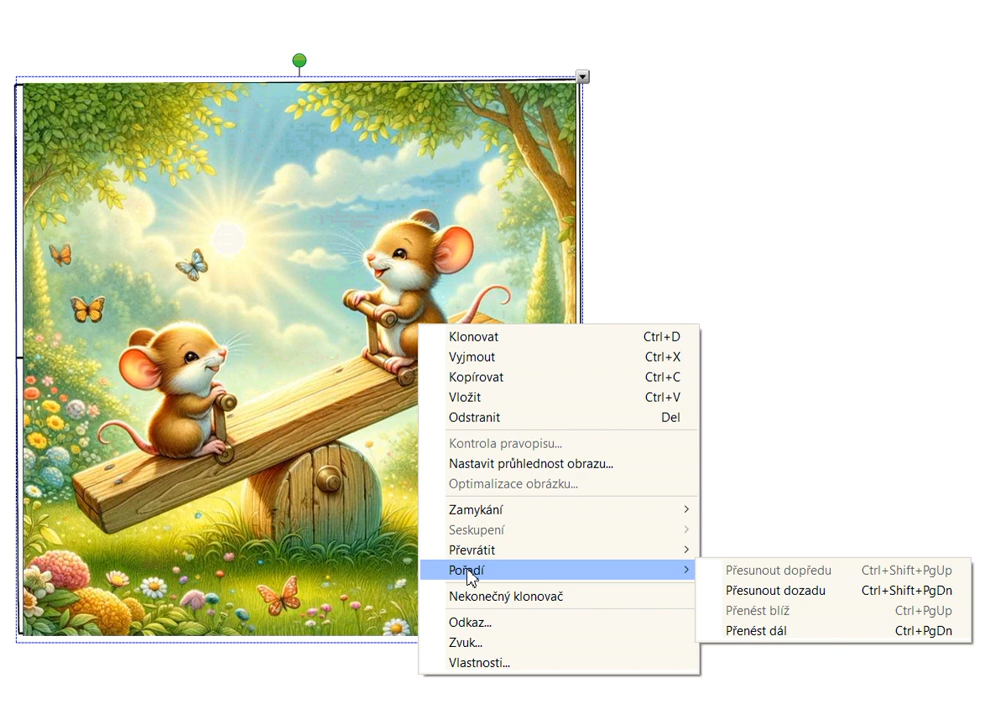 Klonovat Ctrl+D
Vyjmout Ctrl+X
Kopírovat Ctrl+C
Vložit Ctrl+V
Odstranit Del
Kontrola pravopisu...
Nastavit průhlednost obrazu...
Optimalizace obrázku...
Zamykání
Seskupení
Převrátit
Pořadí
Přesunout dopředu Ctrl+Shift+PgUp
Přesunout dozadu Ctrl+Shift+PgDn
Přenést blíž Ctrl+PgUp
Přenést dál Ctrl+PgDn
Nekonečný klonovač
Odkaz...
Zvuk...
Vlastnosti...